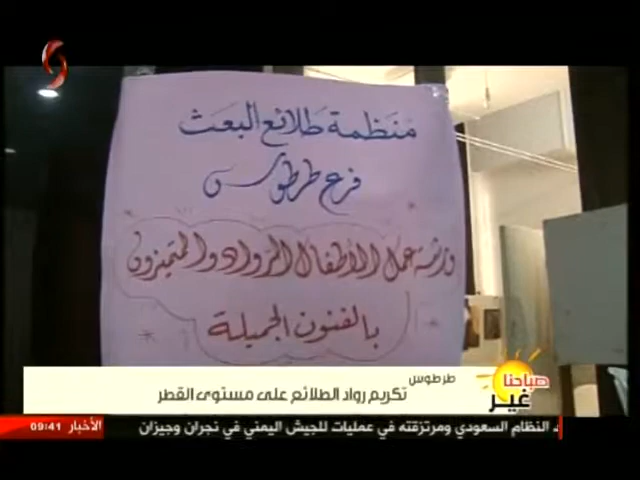 منظمة طلائع البعث
فرع طرطوس
ورشة عمل الأطفال الرواد والمتميزون
بالفنون الجميلة
طرطوس
تكريم رواد الطلائع على مستوى القطر
صباحنا
غير
النظام السعودي ومرتزقته في عمليات للجيش اليمني في نجران وجيزان
الأخبار
09:41